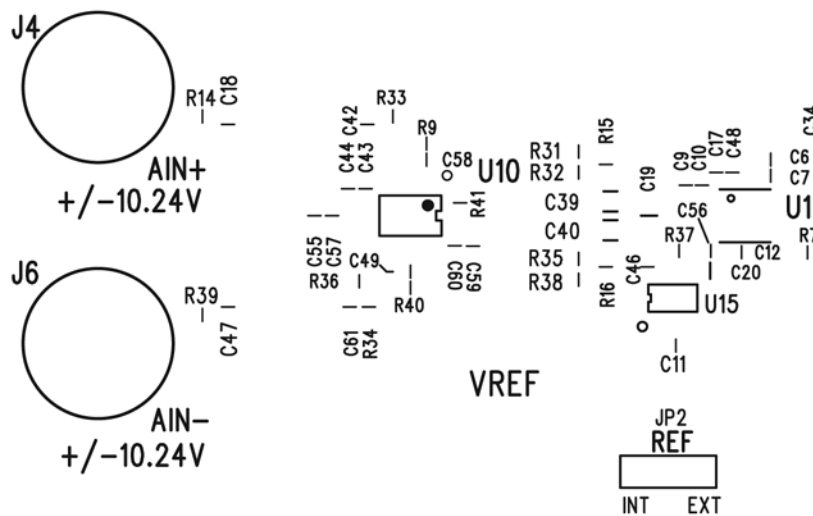 J4
R14
C18
AIN+
+/-10.24V
J6
R39
C47
AIN-
+/-10.24V
C42
R33
R9
C44
C43
C58
U10
R41
C55
C57
C49
R36
R40
C60
C59
C61
R34
VREF
R31
R32
R15
C39
C40
C19
R35
R38
R16
C46
C56
R37
C9
C10
C17
C48
C34
C6
C7
U1
C12
C20
U15
C11
JP2
REF
INT EXT